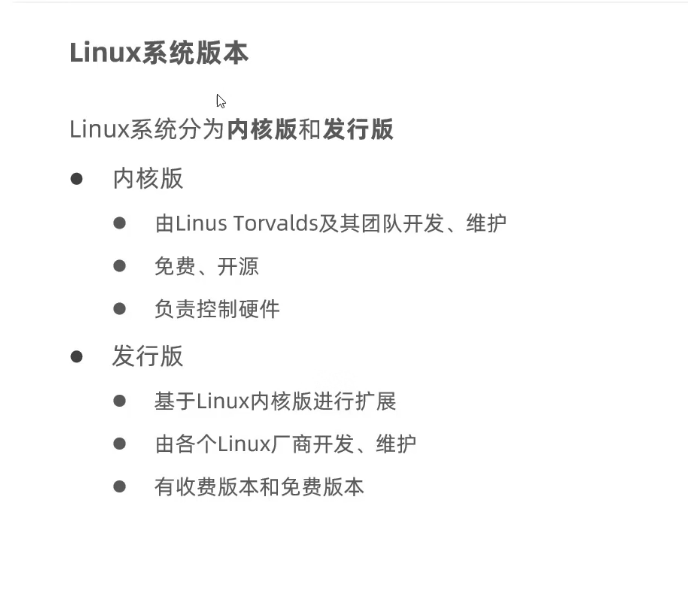 Linux系统版本
Linux系统分为内核版和发行版
内核版
由Linus Torvalds及其团队开发、维护
免费、开源
负责控制硬件
发行版
基于Linux内核版进行扩展
由各个Linux厂商开发、维护
有收费版本和免费版本